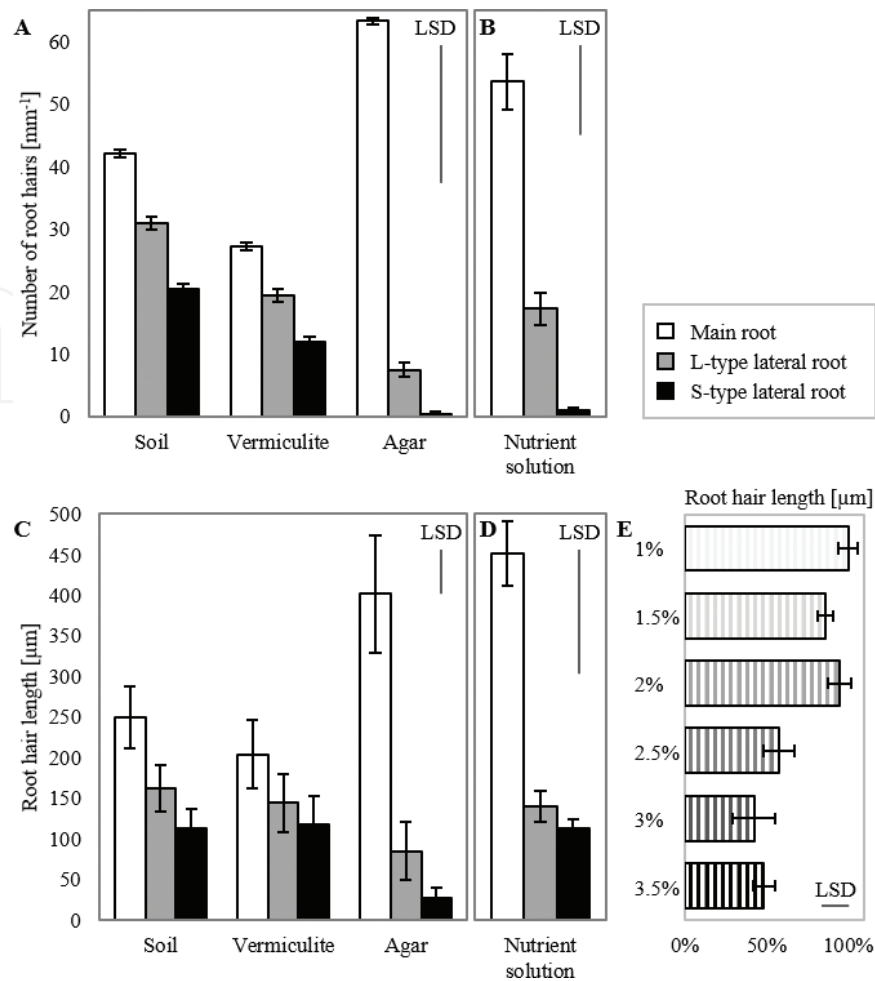 A
LSD
B
LSD
Number of root hairs [mm⁻¹]
60
50
40
30
20
10
0
Soil
Vermiculite
Agar
Nutrient
solution
Main root
L-type lateral root
S-type lateral root
C
LSD
D
LSD
Root hair length [µm]
500
450
400
350
300
250
200
150
100
50
0
Soil
Vermiculite
Agar
Nutrient
solution
Root hair length [µm]
E
1%
1.5%
2%
2.5%
3%
3.5%
LSD
0%
50%
100%